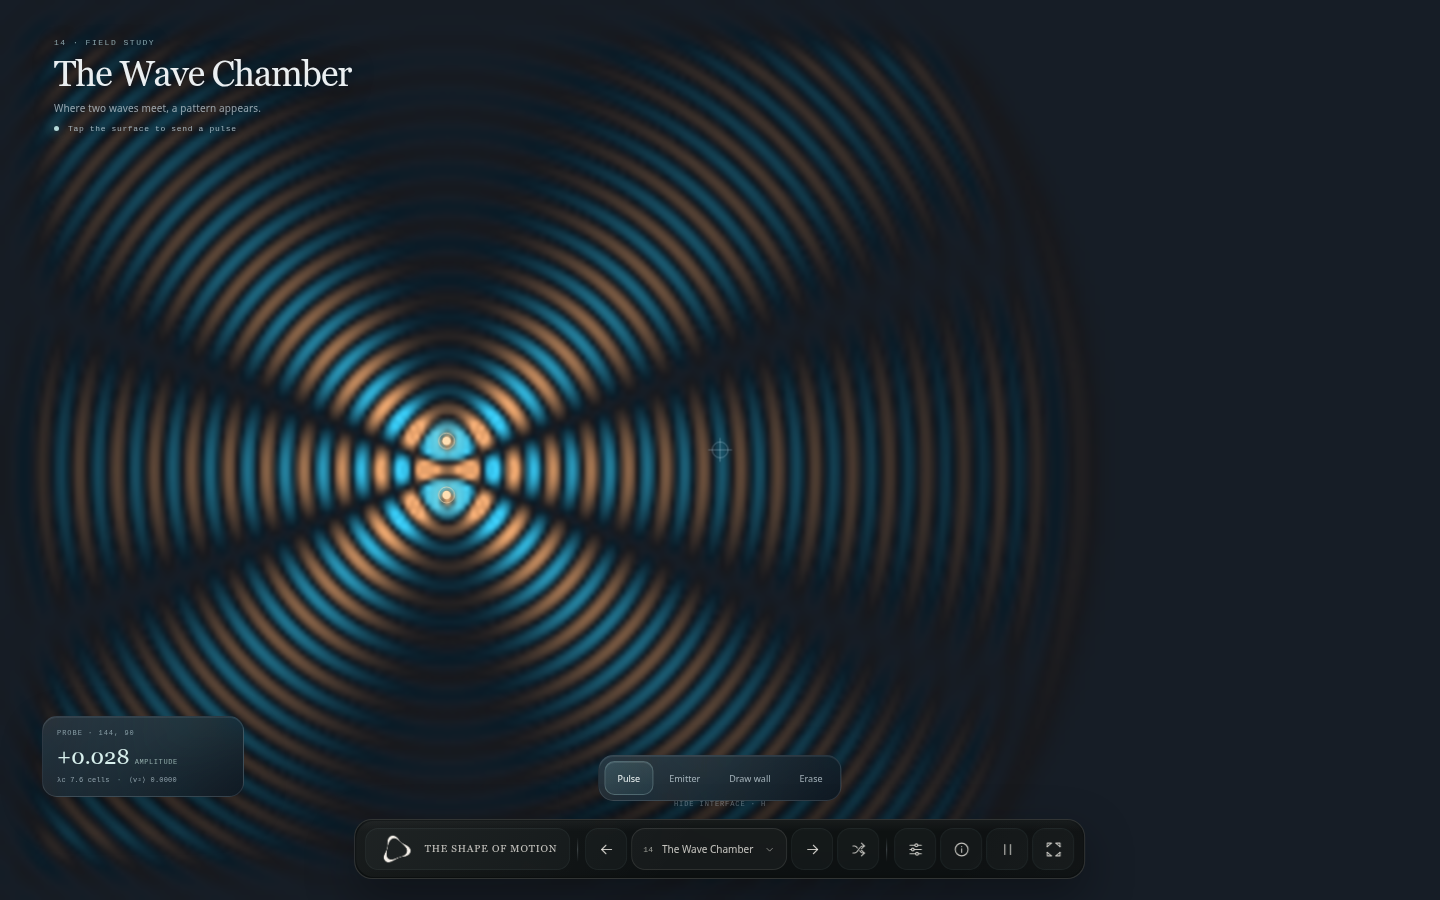 14 · FIELD STUDY
The Wave Chamber
Where two waves meet, a pattern appears.
Tap the surface to send a pulse
PROBE · 144, 90
+0.028 AMPLITUDE
λc 7.6 cells · ⟨v²⟩ 0.0000
Pulse Emitter Draw wall Erase
HIDE INTERFACE · H
THE SHAPE OF MOTION
14 The Wave Chamber